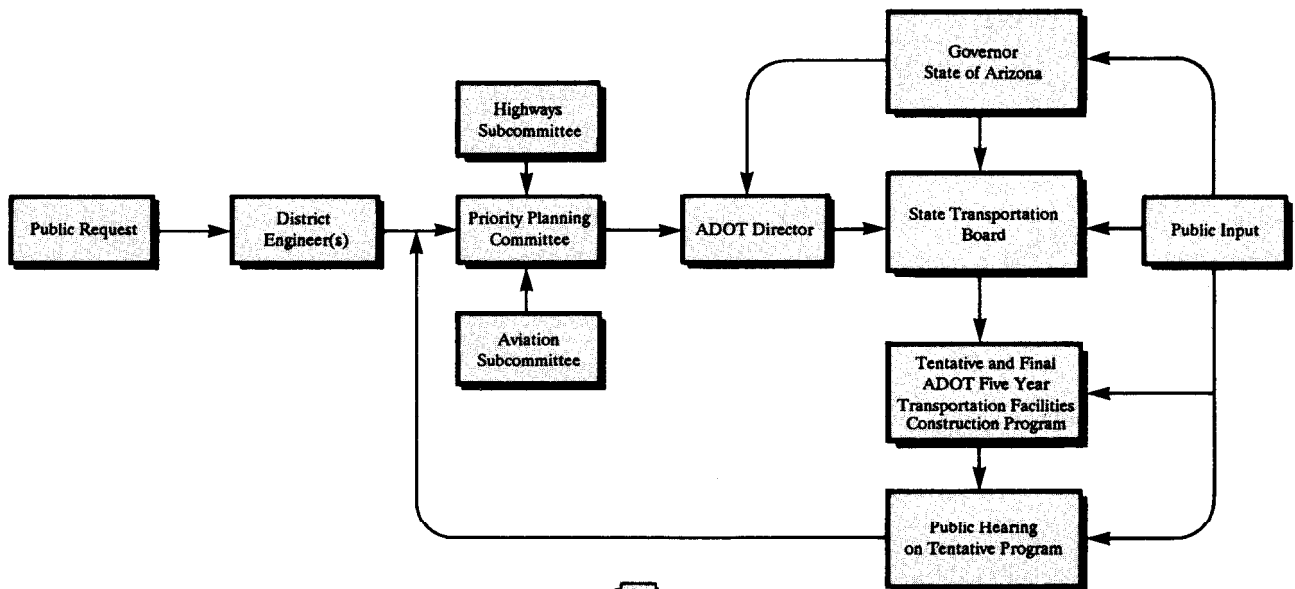 Governor
State of Arizona
Highways
Subcommittee
Public Request
District
Engineer(s)
Priority Planning
Committee
ADOT Director
State Transportation
Board
Public Input
Aviation
Subcommittee
Tentative and Final
ADOT Five Year
Transportation Facilities
Construction Program
Public Hearing
on Tentative Program